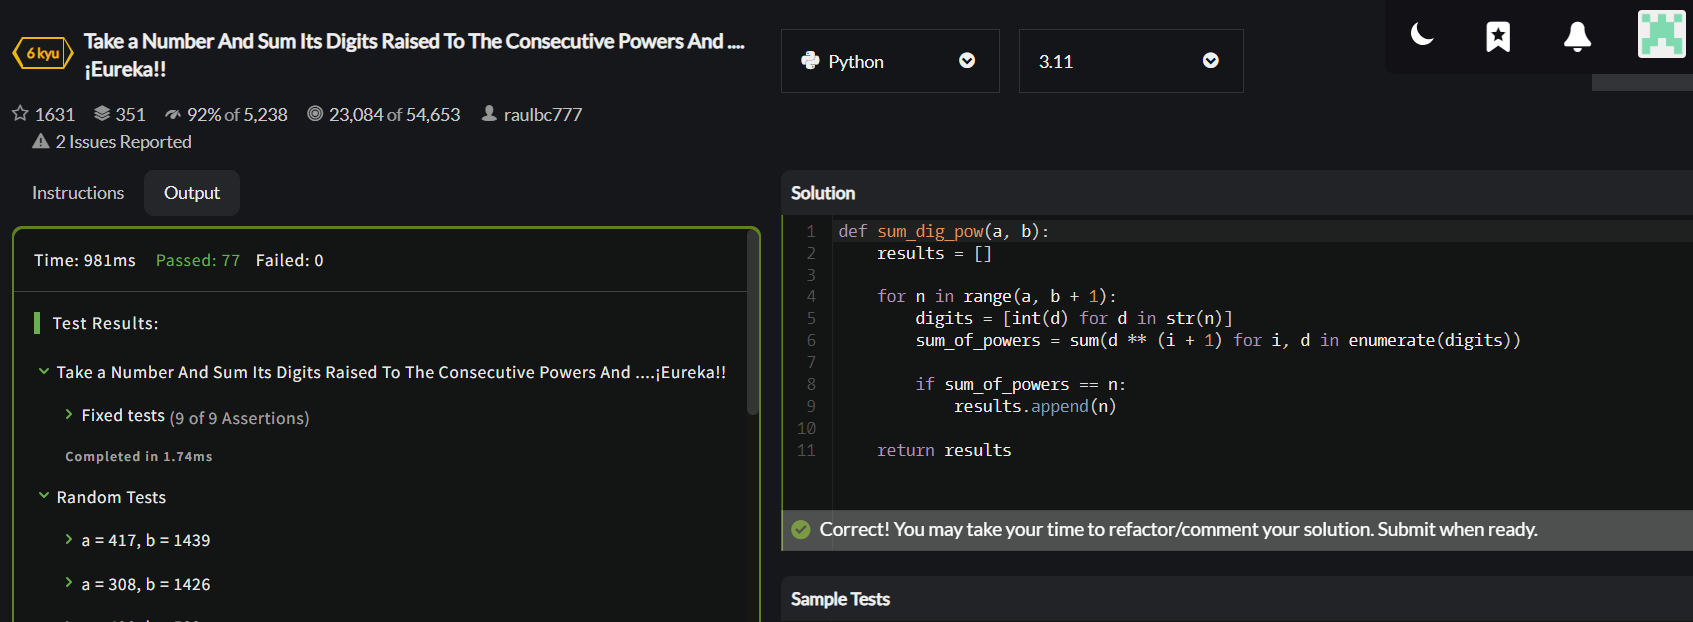 6 kyu
Take a Number And Sum Its Digits Raised To The Consecutive Powers And ....
¡Eureka!!
1631 351 92% of 5,238 23,084 of 54,653 raulbc777
2 Issues Reported
Instructions Output
Time: 981ms Passed: 77 Failed: 0
Test Results:
Take a Number And Sum Its Digits Raised To The Consecutive Powers And ....¡Eureka!!
Fixed tests (9 of 9 Assertions)
Completed in 1.74ms
Random Tests
a = 417, b = 1439
a = 308, b = 1426
Python 3.11
Solution
1 def sum_dig_pow(a, b):
2     results = []
3
4     for n in range(a, b + 1):
5         digits = [int(d) for d in str(n)]
6         sum_of_powers = sum(d ** (i + 1) for i, d in enumerate(digits))
7
8         if sum_of_powers == n:
9             results.append(n)
10
11     return results
Correct! You may take your time to refactor/comment your solution. Submit when ready.
Sample Tests